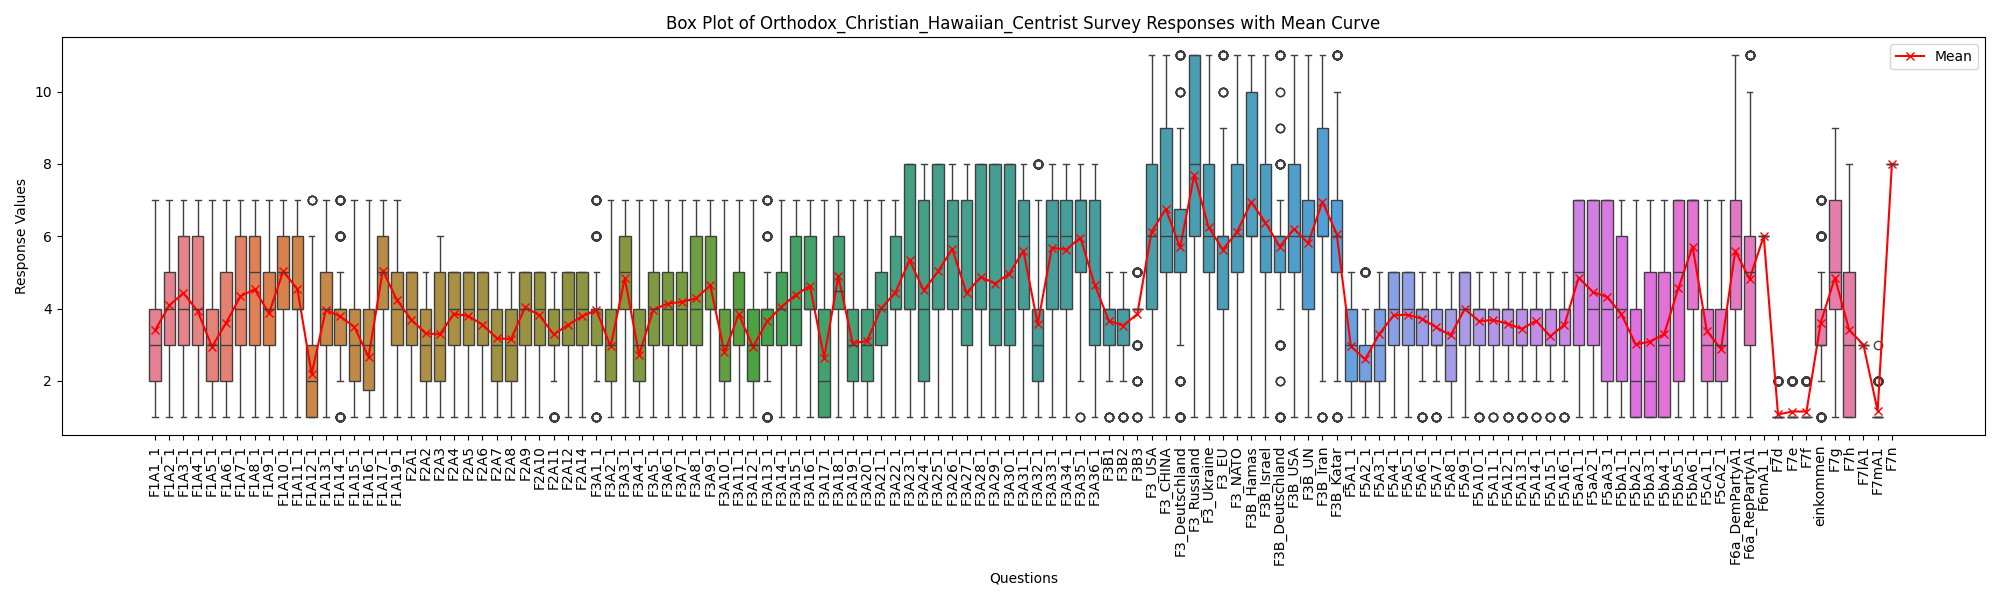 Box Plot of Orthodox_Christian_Hawaiian_Centrist Survey Responses with Mean Curve
Mean
Response Values
10
8
6
4
2
F1A1_1
F1A2_1
F1A3_1
F1A4_1
F1A5_1
F1A6_1
F1A7_1
F1A8_1
F1A9_1
F1A10_1
F1A11_1
F1A12_1
F1A13_1
F1A14_1
F1A15_1
F1A16_1
F1A17_1
F1A19_1
F2A1
F2A2
F2A3
F2A4
F2A5
F2A6
F2A7
F2A8
F2A9
F2A10
F2A11
F2A12
F2A14
F3A1_1
F3A2_1
F3A3_1
F3A4_1
F3A5_1
F3A6_1
F3A7_1
F3A8_1
F3A9_1
F3A10_1
F3A11_1
F3A12_1
F3A13_1
F3A14_1
F3A15_1
F3A16_1
F3A17_1
F3A18_1
F3A19_1
F3A20_1
F3A21_1
F3A22_1
F3A23_1
F3A24_1
F3A25_1
F3A26_1
F3A27_1
F3A28_1
F3A29_1
F3A30_1
F3A31_1
F3A32_1
F3A33_1
F3A34_1
F3A35_1
F3A36_1
F3B1
F3B2
F3B3
F3_USA
F3_CHINA
F3_Deutschland
F3_Russland
F3_Ukraine
F3_EU
F3_NATO
F3B_Hamas
F3B_Israel
F3B_Deutschland
F3B_USA
F3B_UN
F3B_Iran
F3B_Katar
F5A1_1
F5A2_1
F5A3_1
F5A4_1
F5A5_1
F5A6_1
F5A7_1
F5A8_1
F5A9_1
F5A10_1
F5A11_1
F5A12_1
F5A13_1
F5A14_1
F5A15_1
F5A16_1
F5aA1_1
F5aA2_1
F5aA3_1
F5bA1_1
F5bA2_1
F5bA3_1
F5bA4_1
F5bA5_1
F5bA6_1
F5cA1_1
F5cA2_1
F6a_DemPartyA1
F6a_RepPartyA1
F6mA1_1
F7d
F7e
F7f
einkommen
F7g
F7h
F7lA1
F7mA1
F7n
Questions